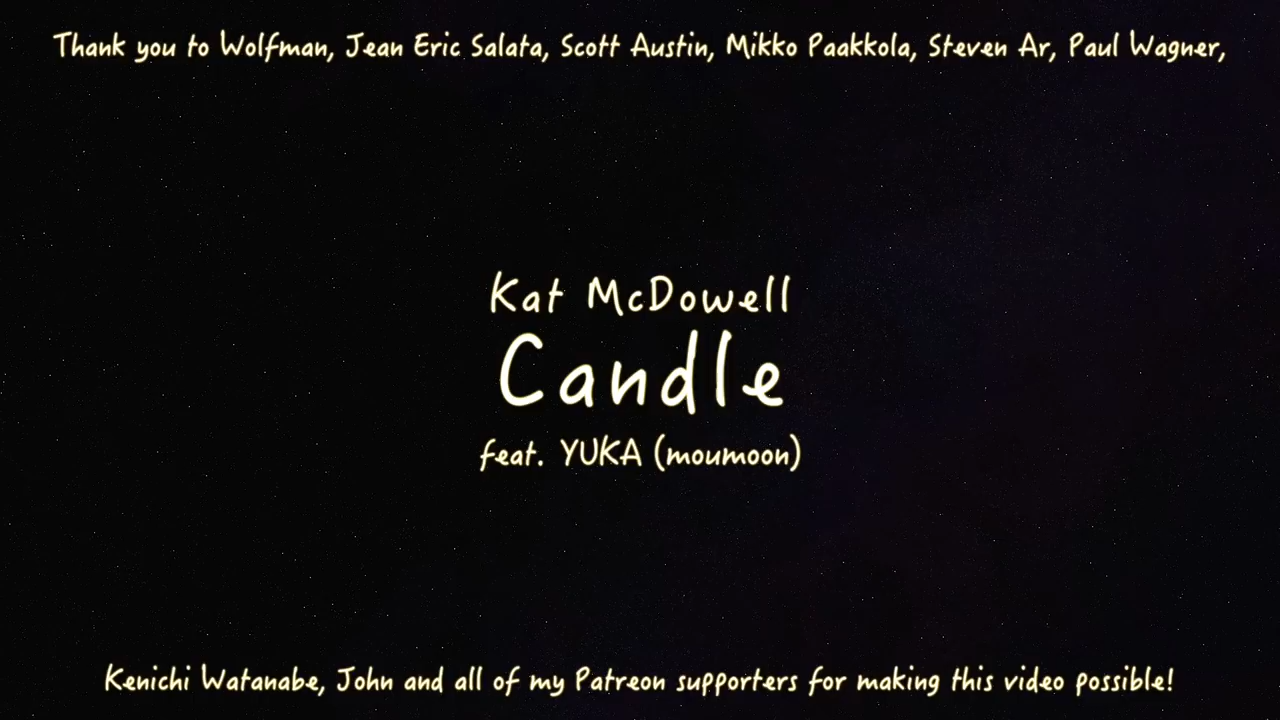 Thank you to Wolfman, Jean Eric Salata, Scott Austin, Mikko Paakkola, Steven Ar, Paul Wagner,
Kat McDowell
Candle
feat. YUKA (moumoon)
Kenichi Watanabe, John and all of my Patreon supporters for making this video possible!